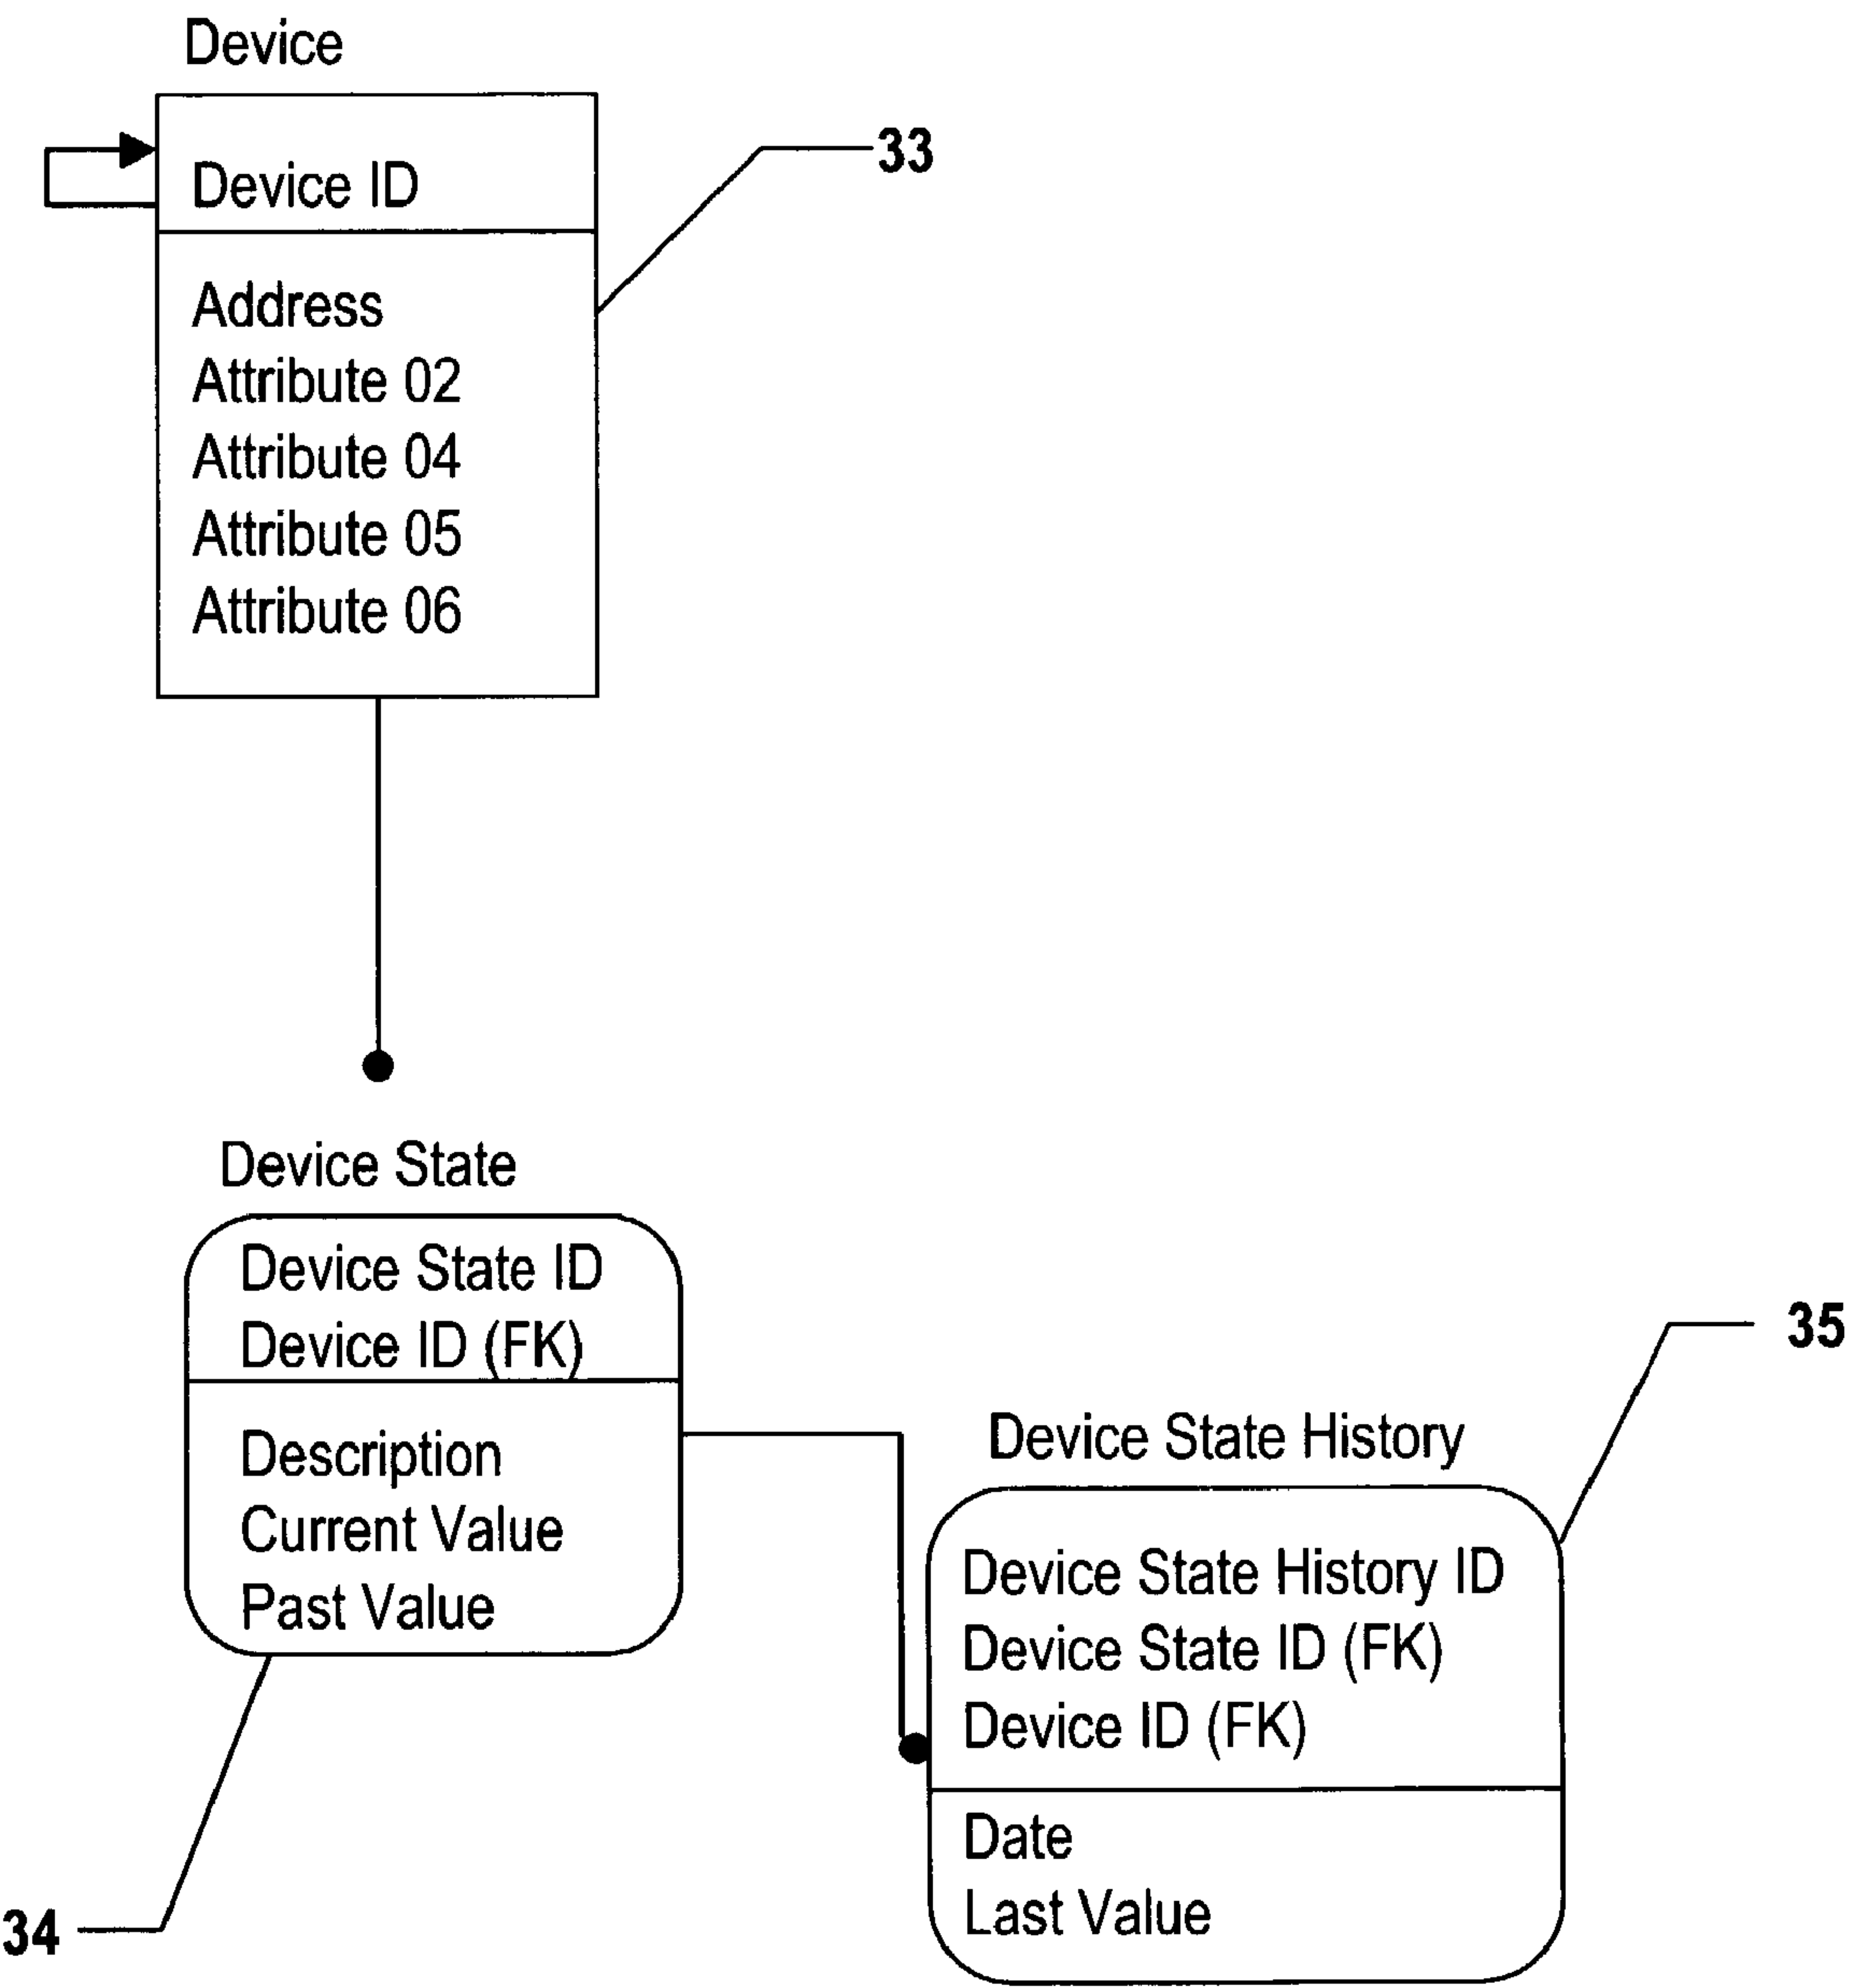 Device
Device ID
33
Address
Attribute 02
Attribute 04
Attribute 05
Attribute 06
Device State
Device State ID
Device ID (FK)
Description
Current Value
Past Value
34
35
Device State History
Device State History ID
Device State ID (FK)
Device ID (FK)
Date
Last Value